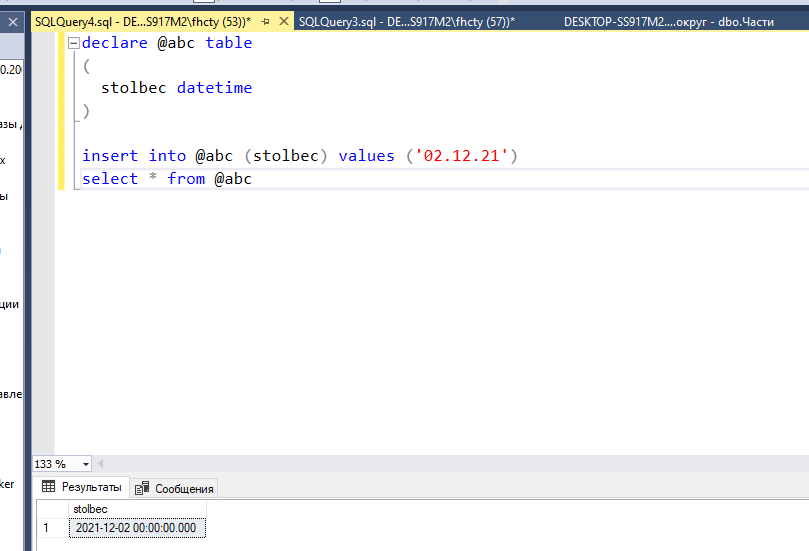 SQLQuery4.sql - DE...S917M2\fhcty (53))* SQLQuery3.sql - DE...S917M2\fhcty (57))* DESKTOP-SS917M2....округ - dbo.Части
declare @abc table
0.20
(
stolbec datetime
)
азы
х
insert into @abc (stolbec) values ('02.12.21')
select * from @abc
ы
ции
авле
133 %
ker
Результаты Сообщения
stolbec
1 2021-12-02 00:00:00.000